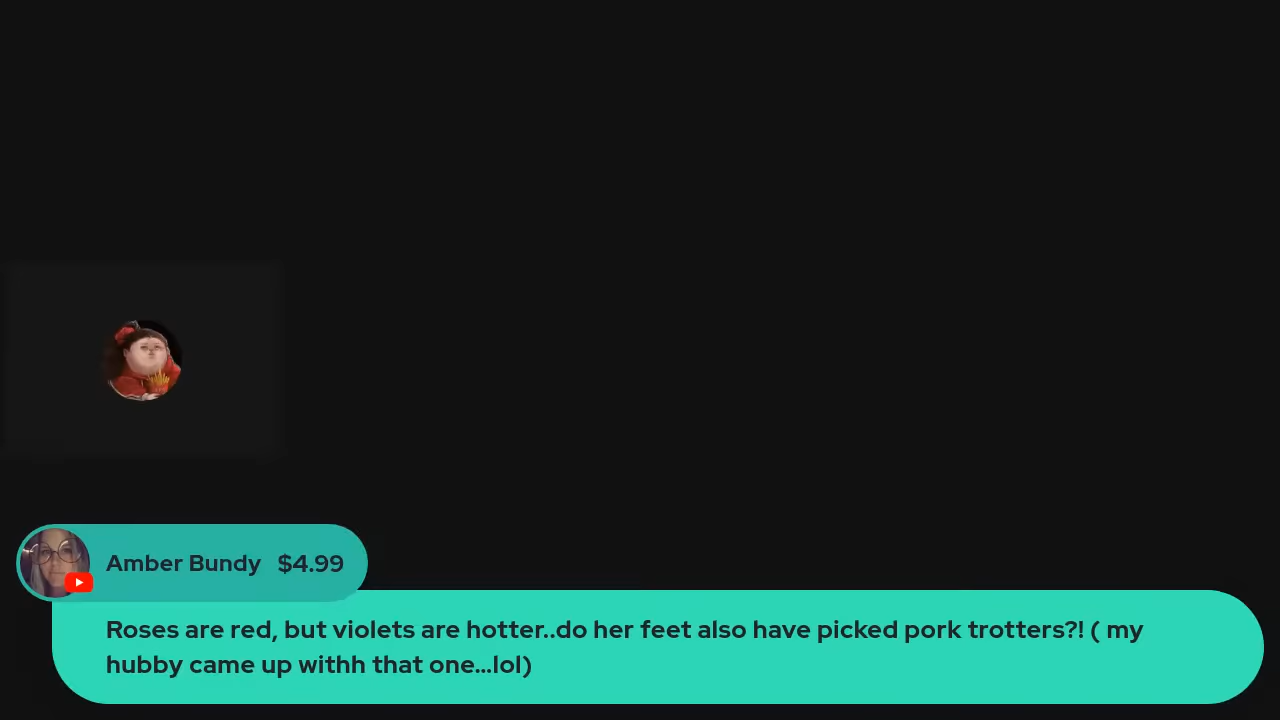 Amber Bundy $4.99
Roses are red, but violets are hotter..do her feet also have picked pork trotters?! ( my
hubby came up withh that one...lol)